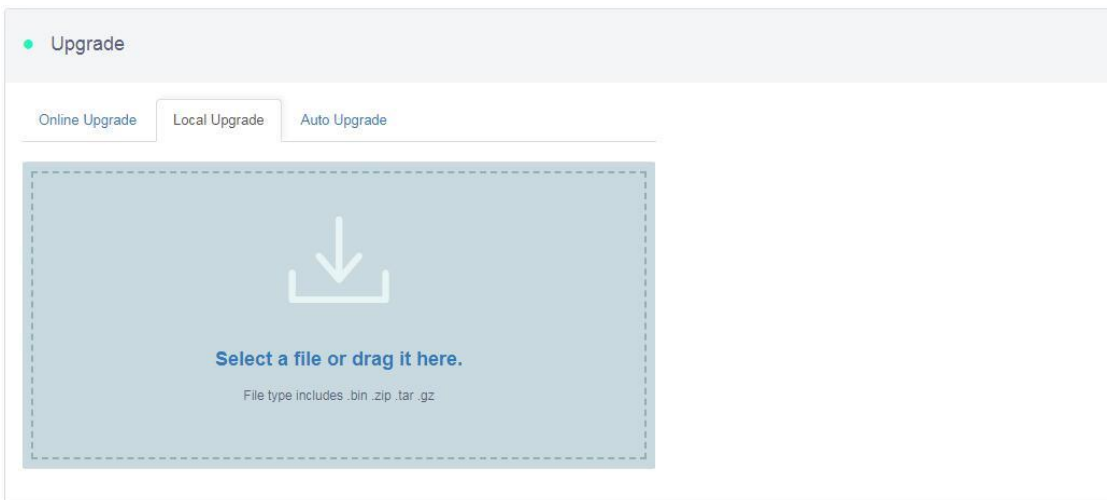 Upgrade
Online Upgrade Local Upgrade Auto Upgrade
Select a file or drag it here.
File type includes .bin .zip .tar .gz